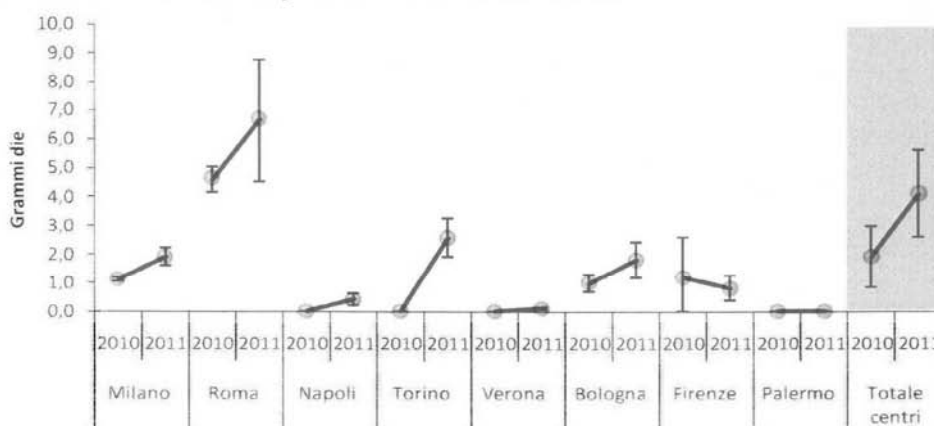 Grammi die
10,0
9,0
8,0
7,0
6,0
5,0
4,0
3,0
2,0
1,0
0,0
2010 2011 2010 2011 2010 2011 2010 2011 2010 2011 2010 2011 2010 2011 2010 2011 2010 2011
Milano Roma Napoli Torino Verona Bologna Firenze Palermo Totale
centri